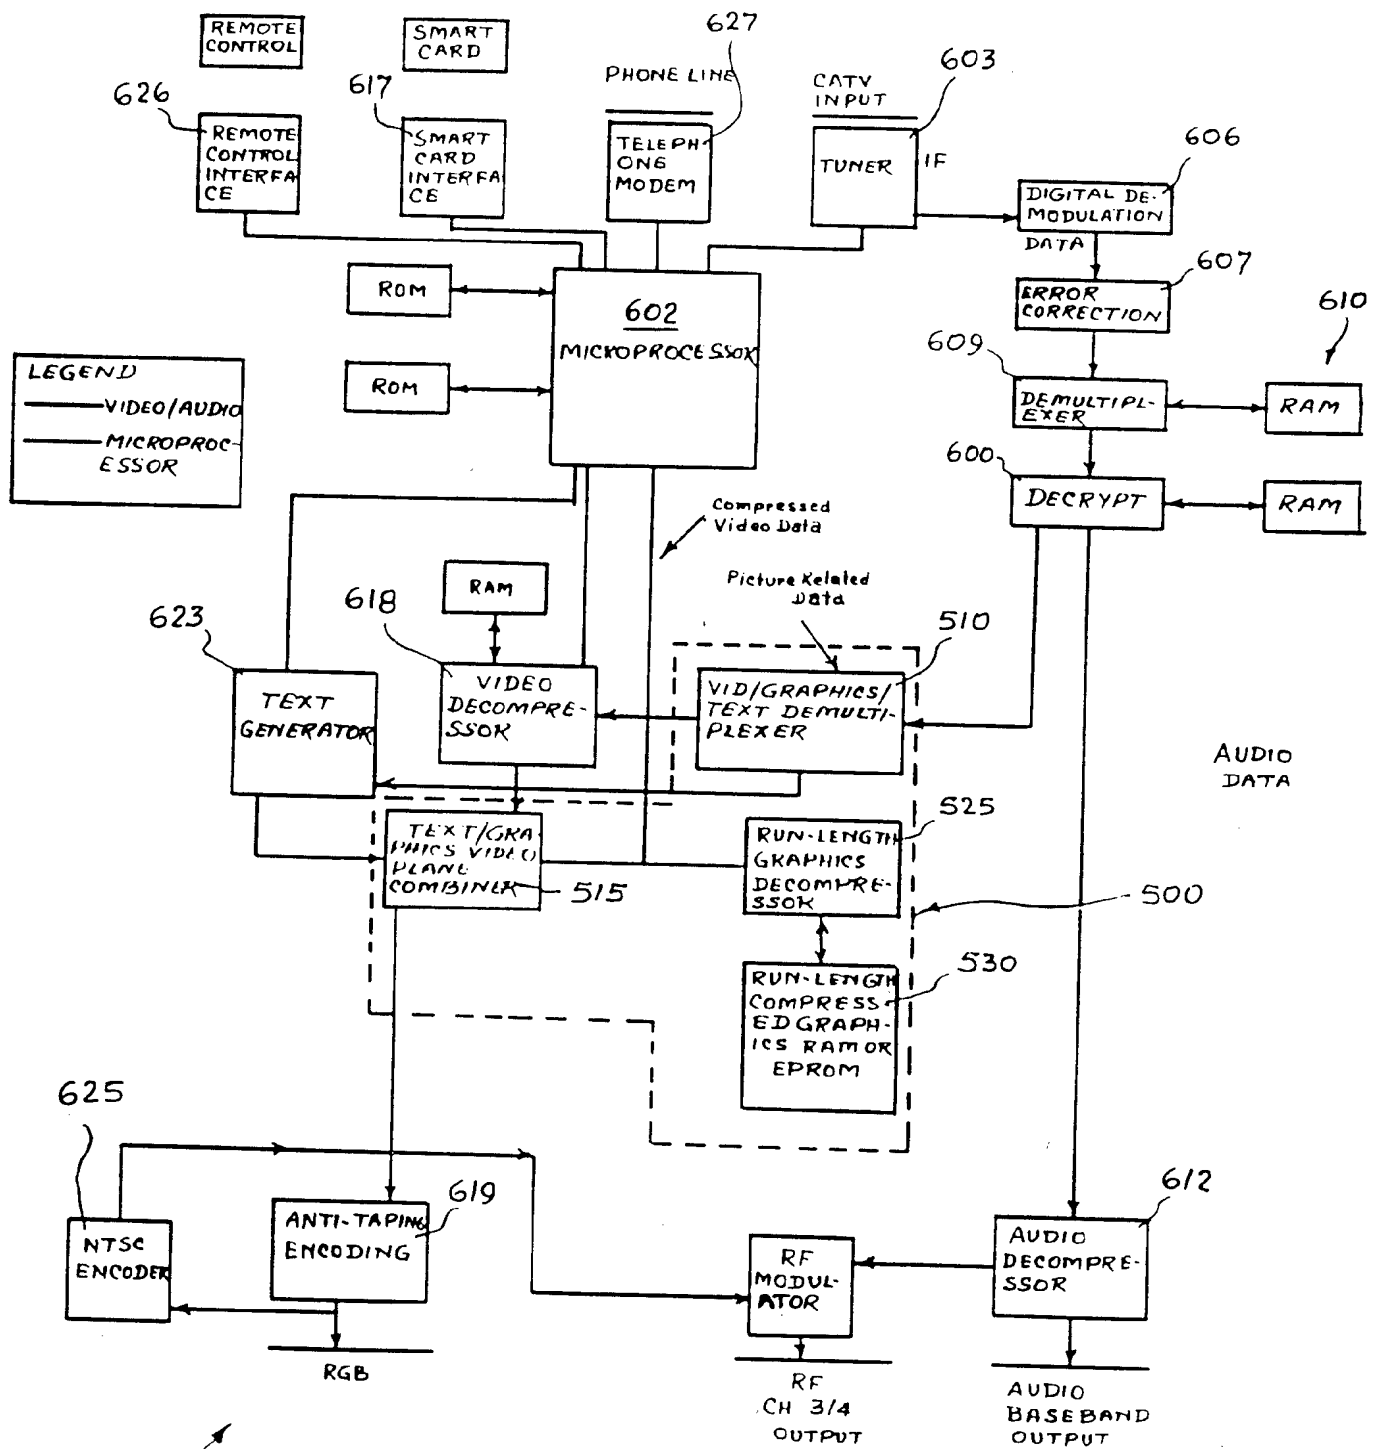 REMOTE
CONTROL
SMART
CARD
627
PHONE LINE
CATV
INPUT
603
626
617
606
REMOTE
CONTROL
INTERFA
CE
SMART
CARD
INTERFA
CE
TELEPH
ONE
MODEM
TUNER
IF
DIGITAL DE-
MODULATION
DATA
607
ROM
602
MICROPROCESSOR
ERROR
CORRECTION
610
609
ROM
DEMULTIPL-
EXER
RAM
LEGEND
VIDEO/AUDIO
MICROPROC-
ESSOR
600
DECRYPT
RAM
Compressed
Video Data
RAM
Picture Related
Data
618
623
510
TEXT
GENERATOR
VIDEO
DECOMPRE-
SSOR
VID/GRAPHICS/
TEXT DEMULTI-
PLEXER
AUDIO
DATA
525
TEXT/GRA-
PHICS VIDEO
PLANE
COMBINER
515
RUN-LENGTH
GRAPHICS
DECOMPRE-
SSOR
500
530
RUN-LENGTH
COMPRESS
ED GRAPH-
ICS RAM OR
EPROM
625
619
612
NTSC
ENCODER
ANTI-TAPING
ENCODING
RF
MODUL-
ATOR
AUDIO
DECOMPRE-
SSOR
RGB
RF
CH 3/4
OUTPUT
AUDIO
BASEBAND
OUTPUT